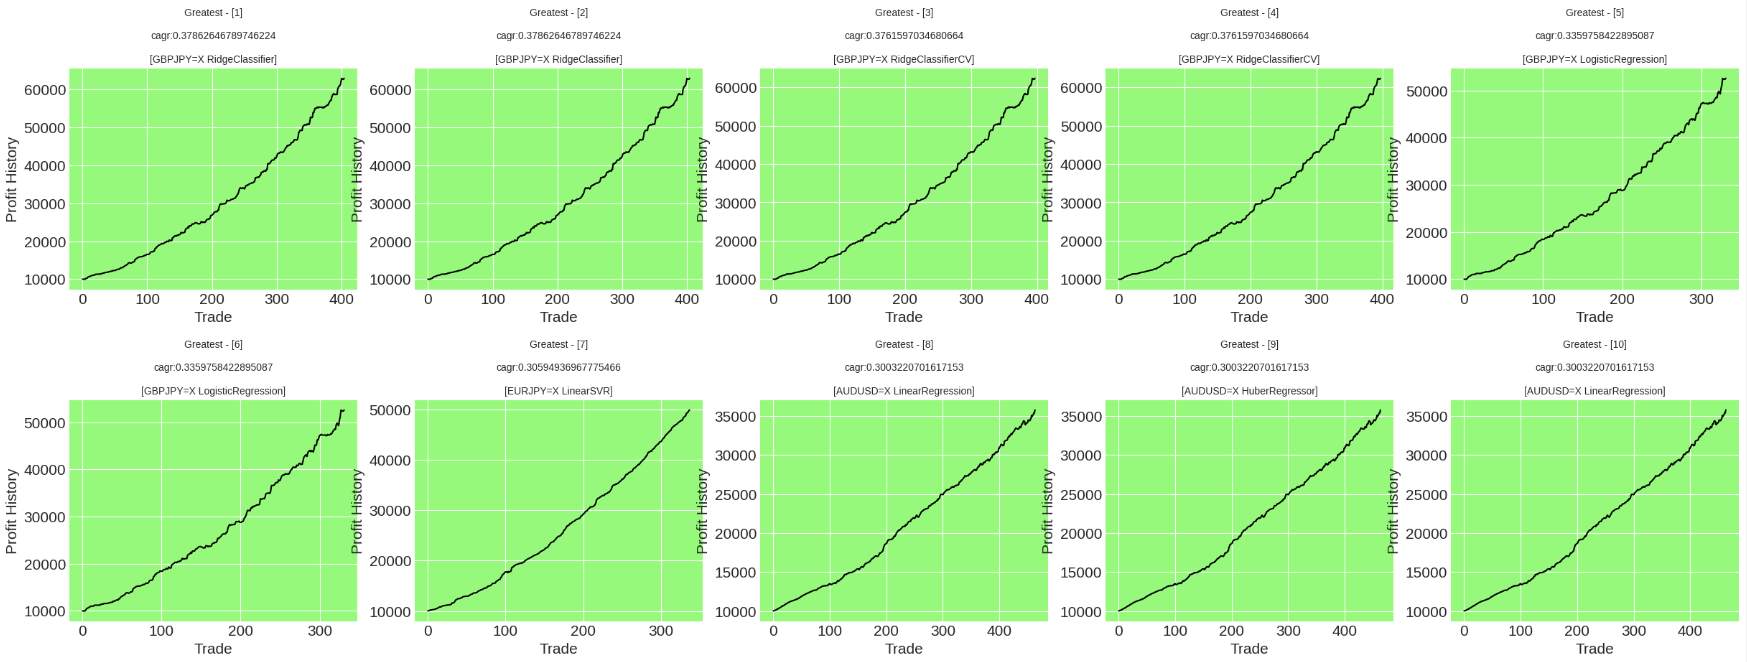 Greatest - [1]
cagr:0.37862646789746224
[GBPJPY=X RidgeClassifier]
60000
50000
40000
30000
20000
10000
Profit History
0 100 200 300 400
Trade
Greatest - [2]
cagr:0.37862646789746224
[GBPJPY=X RidgeClassifier]
60000
50000
40000
30000
20000
10000
Profit History
0 100 200 300 400
Trade
Greatest - [3]
cagr:0.3761597034680664
[GBPJPY=X RidgeClassifierCV]
60000
50000
40000
30000
20000
10000
Profit History
0 100 200 300 400
Trade
Greatest - [4]
cagr:0.3761597034680664
[GBPJPY=X RidgeClassifierCV]
60000
50000
40000
30000
20000
10000
Profit History
0 100 200 300 400
Trade
Greatest - [5]
cagr:0.3359758422895087
[GBPJPY=X LogisticRegression]
50000
40000
30000
20000
10000
Profit History
0 100 200 300
Trade
Greatest - [6]
cagr:0.3359758422895087
[GBPJPY=X LogisticRegression]
50000
40000
30000
20000
10000
Profit History
0 100 200 300
Trade
Greatest - [7]
cagr:0.30594936967775466
[EURJPY=X LinearSVR]
50000
40000
30000
20000
10000
Profit History
0 100 200 300
Trade
Greatest - [8]
cagr:0.3003220701617153
[AUDUSD=X LinearRegression]
35000
30000
25000
20000
15000
10000
Profit History
0 100 200 300 400
Trade
Greatest - [9]
cagr:0.3003220701617153
[AUDUSD=X HuberRegressor]
35000
30000
25000
20000
15000
10000
Profit History
0 100 200 300 400
Trade
Greatest - [10]
cagr:0.3003220701617153
[AUDUSD=X LinearRegression]
35000
30000
25000
20000
15000
10000
Profit History
0 100 200 300 400
Trade